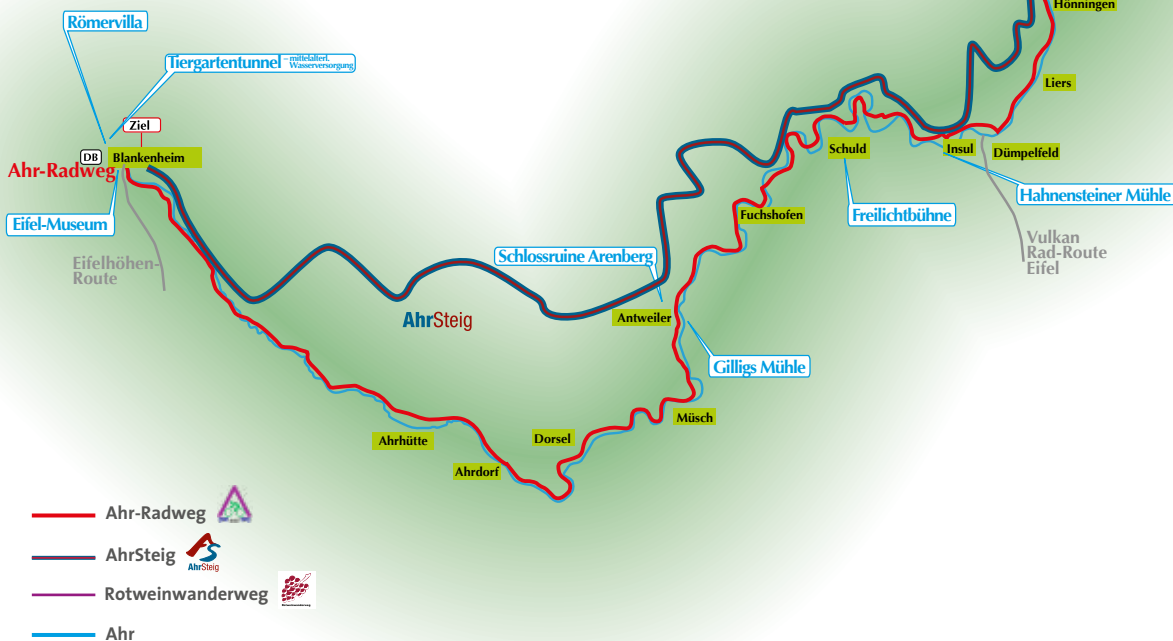 Hönningen
Römervilla
Tiergartentunnel – mittelalterl.
Wasserversorgung
Liers
Ziel
DB
Blankenheim
Ahr-Radweg
Schuld
Insul
Dümpelfeld
Hahnensteiner Mühle
Eifel-Museum
Fuchshofen
Freilichtbühne
Vulkan
Rad-Route
Eifel
Eifelhöhen-
Route
Schlossruine Arenberg
AhrSteig
Antweiler
Gilligs Mühle
Müsch
Dorsel
Ahrhütte
Ahrdorf
Ahr-Radweg
AhrSteig
AhrSteig
Rotweinwanderweg
Ahr